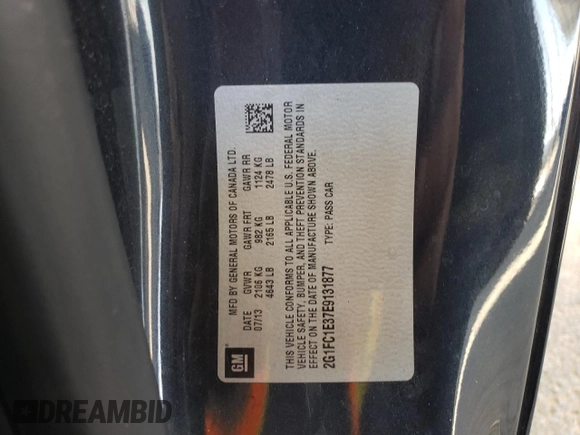 MFD BY GENERAL MOTORS OF CANADA LTD.
DATE GVWR GAWR FRT GAWR RR
07/13 2106 KG 982 KG 1124 KG
4643 LB 2165 LB 2478 LB
THIS VEHICLE CONFORMS TO ALL APPLICABLE U.S. FEDERAL MOTOR
VEHICLE SAFETY, BUMPER, AND THEFT PREVENTION STANDARDS IN
EFFECT ON THE DATE OF MANUFACTURE SHOWN ABOVE.
2G1FC1E37E9131877 TYPE: PASS CAR
GM
DREAMBID